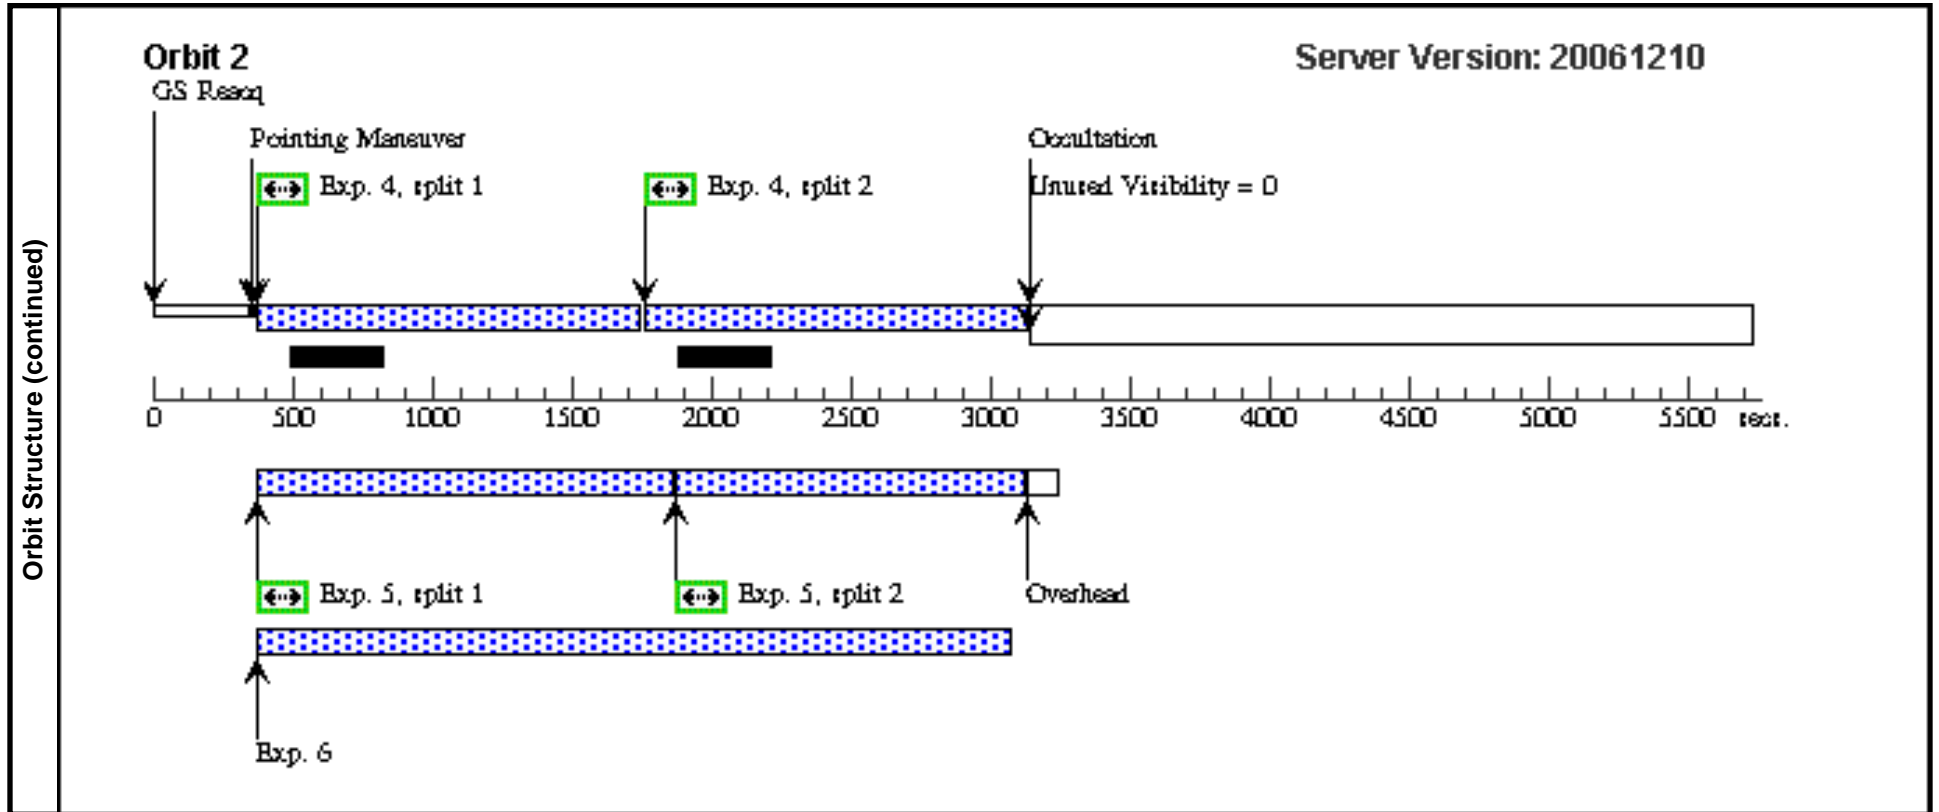 Orbit Structure (continued)
Orbit 2
Server Version: 20061210
GS Reacq
Pointing Maneuver
Occultation
Exp. 4, split 1
Exp. 4, split 2
Unused Visibility = 0
0 500 1000 1500 2000 2500 3000 3500 4000 4500 5000 5500 secs.
Exp. 5, split 1
Exp. 5, split 2
Overhead
Exp. 6